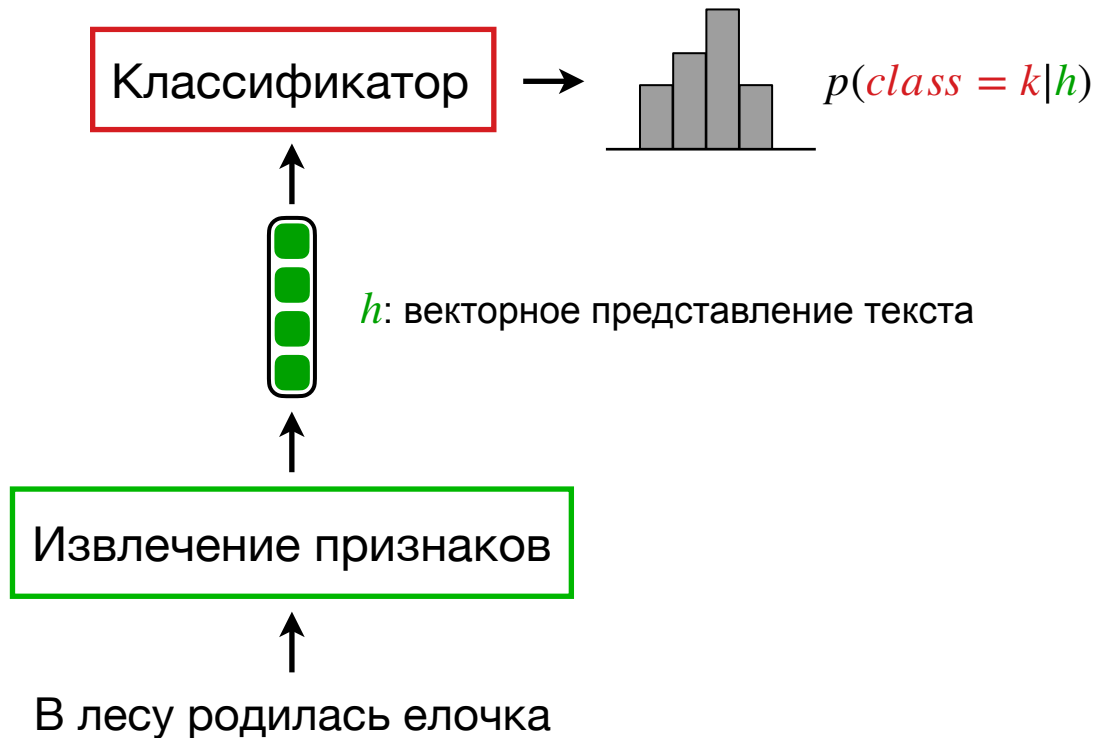 Классификатор
p(class = k|h)
h: векторное представление текста
Извлечение признаков
В лесу родилась елочка